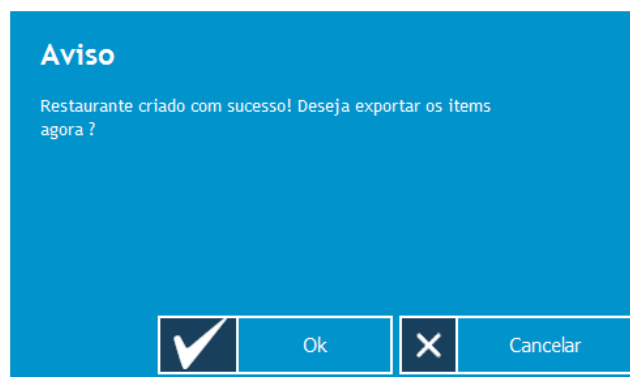 Aviso
Restaurante criado com sucesso! Deseja exportar os items
agora ?
Ok
Cancelar